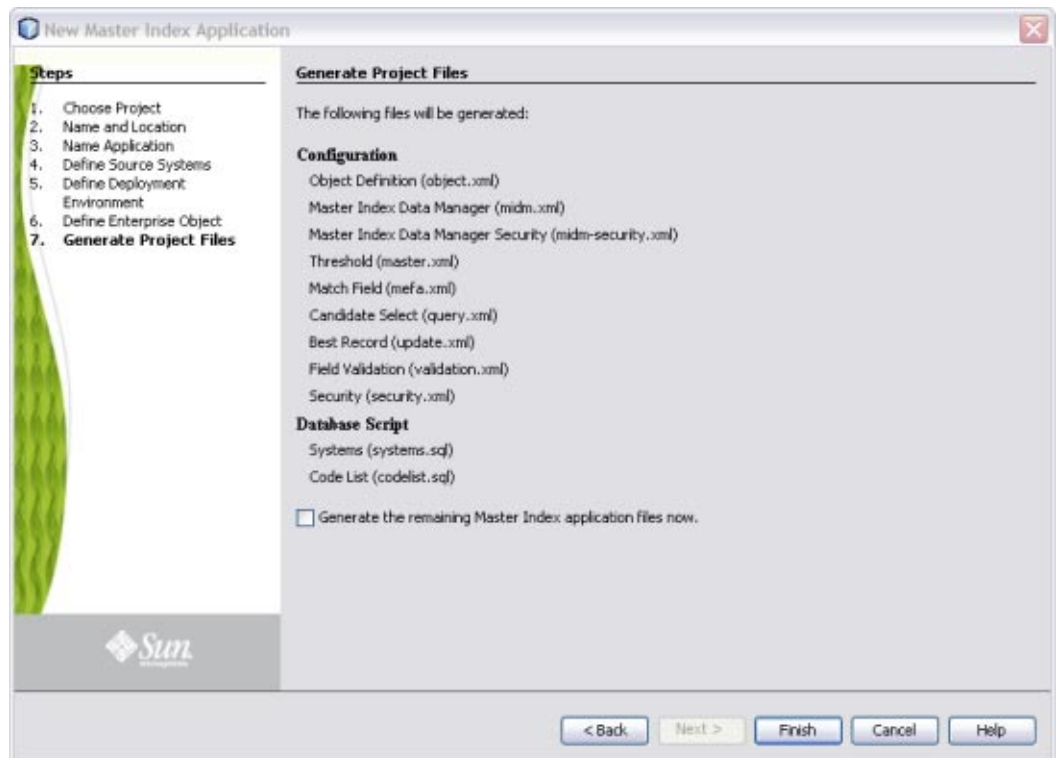 New Master Index Application
Steps
1. Choose Project
2. Name and Location
3. Name Application
4. Define Source Systems
5. Define Deployment
Environment
6. Define Enterprise Object
7. Generate Project Files
Generate Project Files
The following files will be generated:
Configuration
Object Definition (object.xml)
Master Index Data Manager (midm.xml)
Master Index Data Manager Security (midm-security.xml)
Threshold (master.xml)
Match Field (mefa.xml)
Candidate Select (query.xml)
Best Record (update.xml)
Field Validation (validation.xml)
Security (security.xml)
Database Script
Systems (systems.sql)
Code List (codelist.sql)
Generate the remaining Master Index application files now.
Sun
< Back
Next >
Finish
Cancel
Help